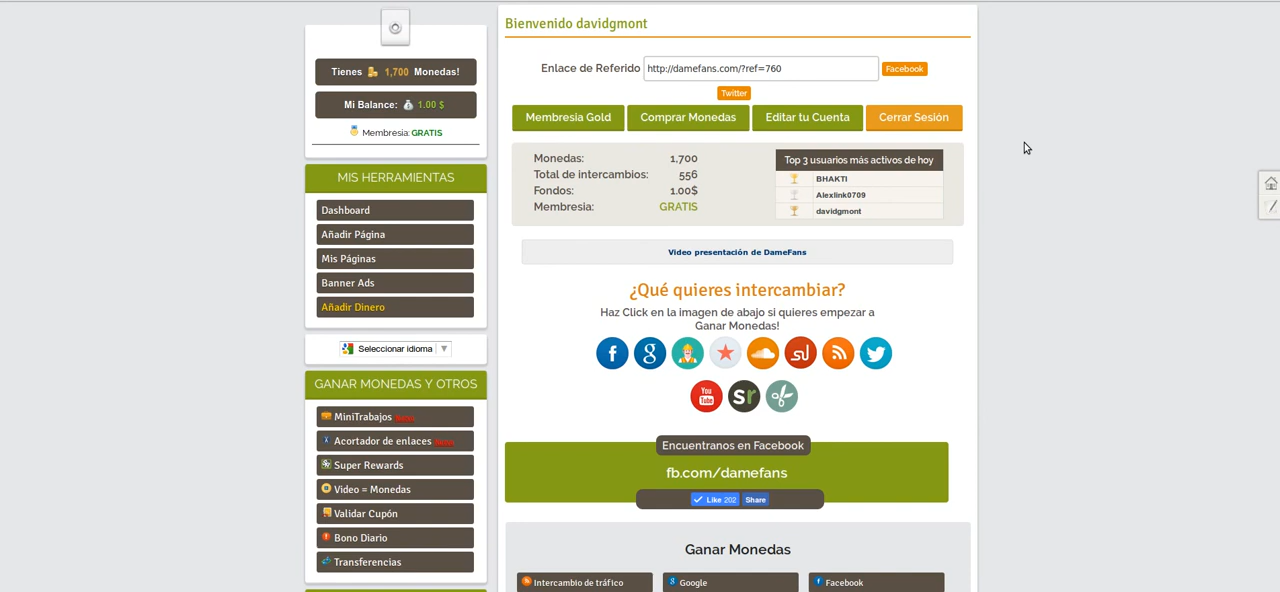 Tienes 1,700 Monedas!
Mi Balance: 1.00 $
Membresia: GRATIS
MIS HERRAMIENTAS
Dashboard
Añadir Página
Mis Páginas
Banner Ads
Añadir Dinero
Seleccionar idioma ▼
GANAR MONEDAS Y OTROS
MiniTrabajos
Acortador de enlaces
Super Rewards
Video = Monedas
Validar Cupón
Bono Diario
Transferencias
Bienvenido davidgmont
Enlace de Referido http://damefans.com/?ref=760 Facebook
Twitter
Membresia Gold Comprar Monedas Editar tu Cuenta Cerrar Sesión
Monedas: 1,700
Total de intercambios: 556
Fondos: 1.00$
Membresia: GRATIS
Top 3 usuarios más activos de hoy
BHAKTI
Alexlink0709
davidgmont
Video presentación de DameFans
¿Qué quieres intercambiar?
Haz Click en la imagen de abajo si quieres empezar a
Ganar Monedas!
You Tube sr
Encuentranos en Facebook
fb.com/damefans
Like 202 Share
Ganar Monedas
Intercambio de tráfico Google Facebook